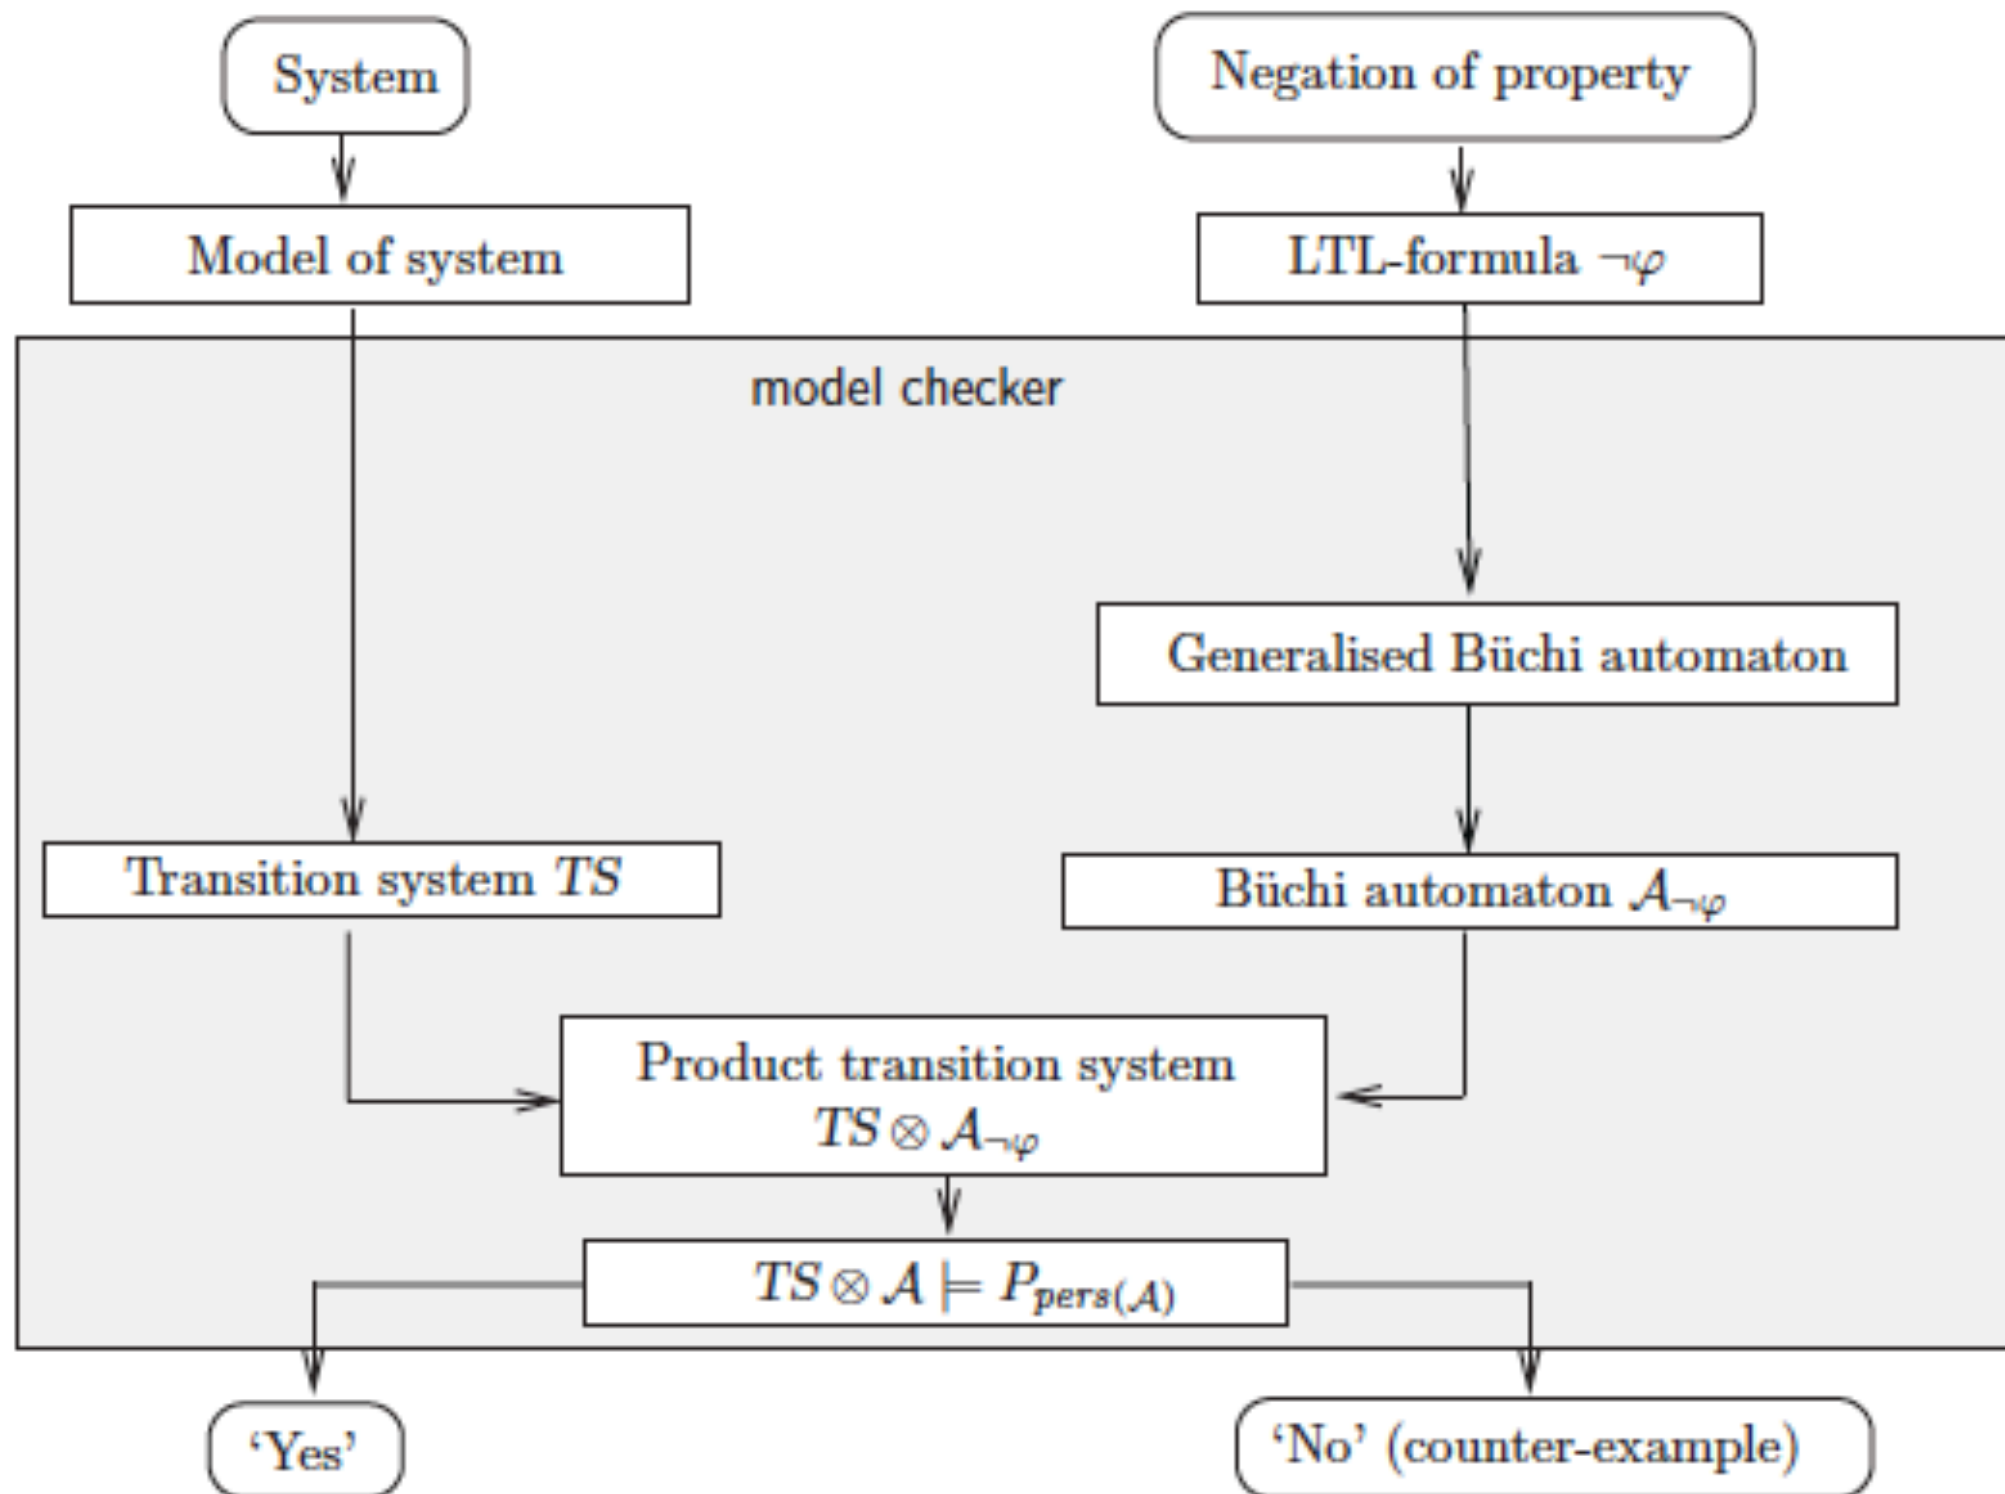 System
Negation of property
Model of system
LTL-formula ¬φ
model checker
Generalised Büchi automaton
Transition system TS
Büchi automaton 𝒜¬φ
Product transition system
TS ⊗ 𝒜¬φ
TS ⊗ 𝒜 ⊨ Ppers(𝒜)
‘Yes’
‘No’ (counter-example)